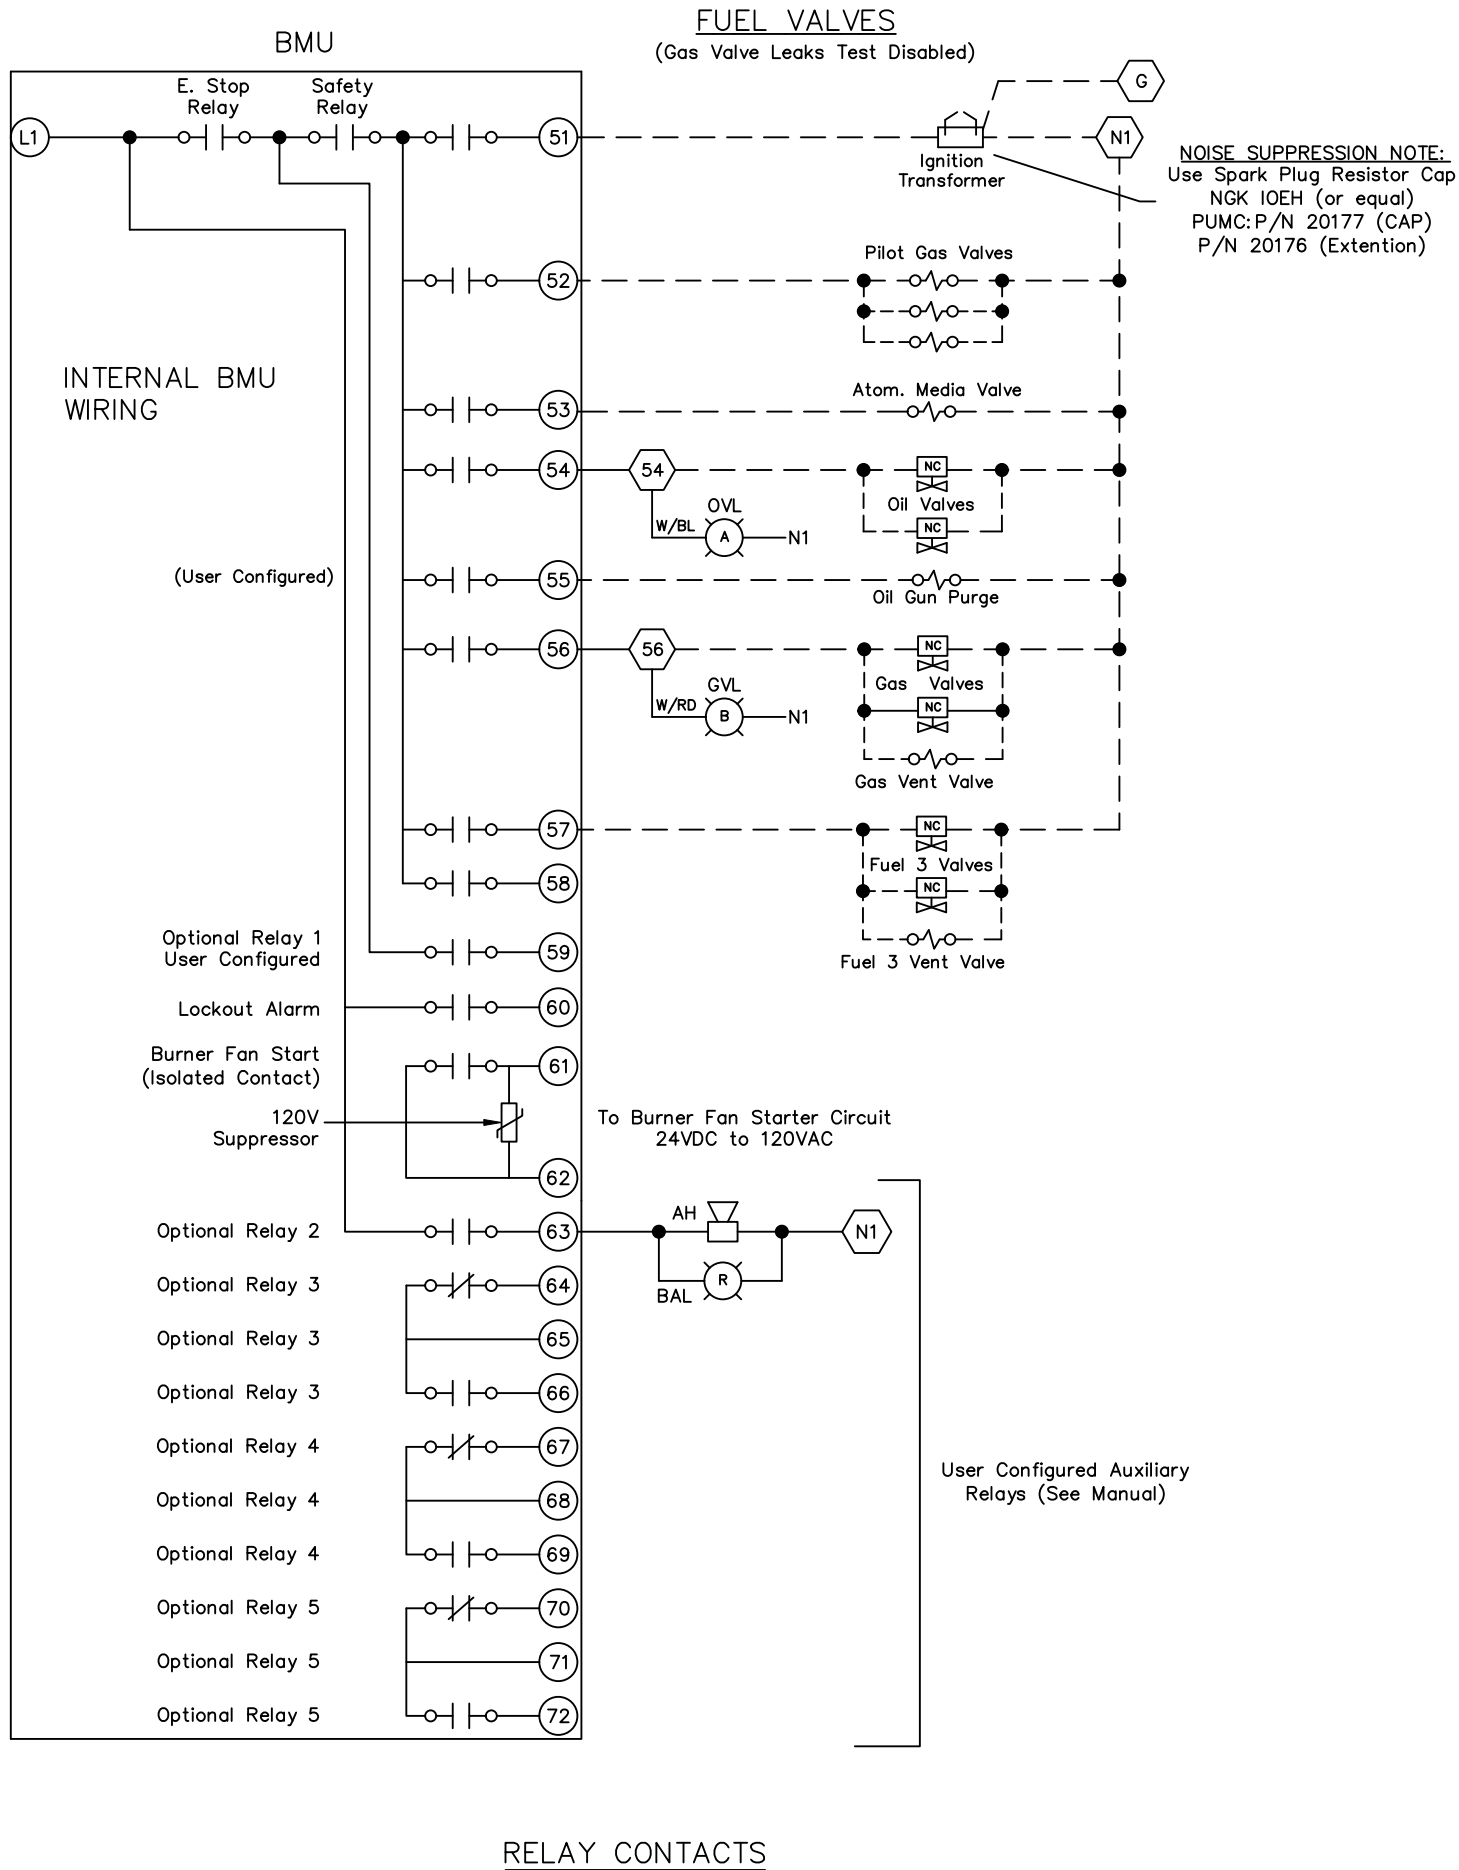 FUEL VALVES
(Gas Valve Leaks Test Disabled)
BMU
E. Stop
Relay
Safety
Relay
L1
51
Ignition
Transformer
G
N1
NOISE SUPPRESSION NOTE:
Use Spark Plug Resistor Cap
NGK IOEH (or equal)
PUMC: P/N 20177 (CAP)
P/N 20176 (Extention)
52
Pilot Gas Valves
INTERNAL BMU
WIRING
53
Atom. Media Valve
54
54
NC
Oil Valves
NC
W/BL
OVL
A
N1
(User Configured)
55
Oil Gun Purge
56
56
NC
Gas Valves
NC
W/RD
GVL
B
N1
Gas Vent Valve
57
NC
Fuel 3 Valves
NC
58
Fuel 3 Vent Valve
Optional Relay 1
User Configured
59
Lockout Alarm
60
Burner Fan Start
(Isolated Contact)
61
120V
Suppressor
To Burner Fan Starter Circuit
24VDC to 120VAC
62
Optional Relay 2
63
AH
N1
BAL
R
Optional Relay 3
64
Optional Relay 3
65
Optional Relay 3
66
Optional Relay 4
67
Optional Relay 4
68
Optional Relay 4
69
User Configured Auxiliary
Relays (See Manual)
Optional Relay 5
70
Optional Relay 5
71
Optional Relay 5
72
RELAY CONTACTS